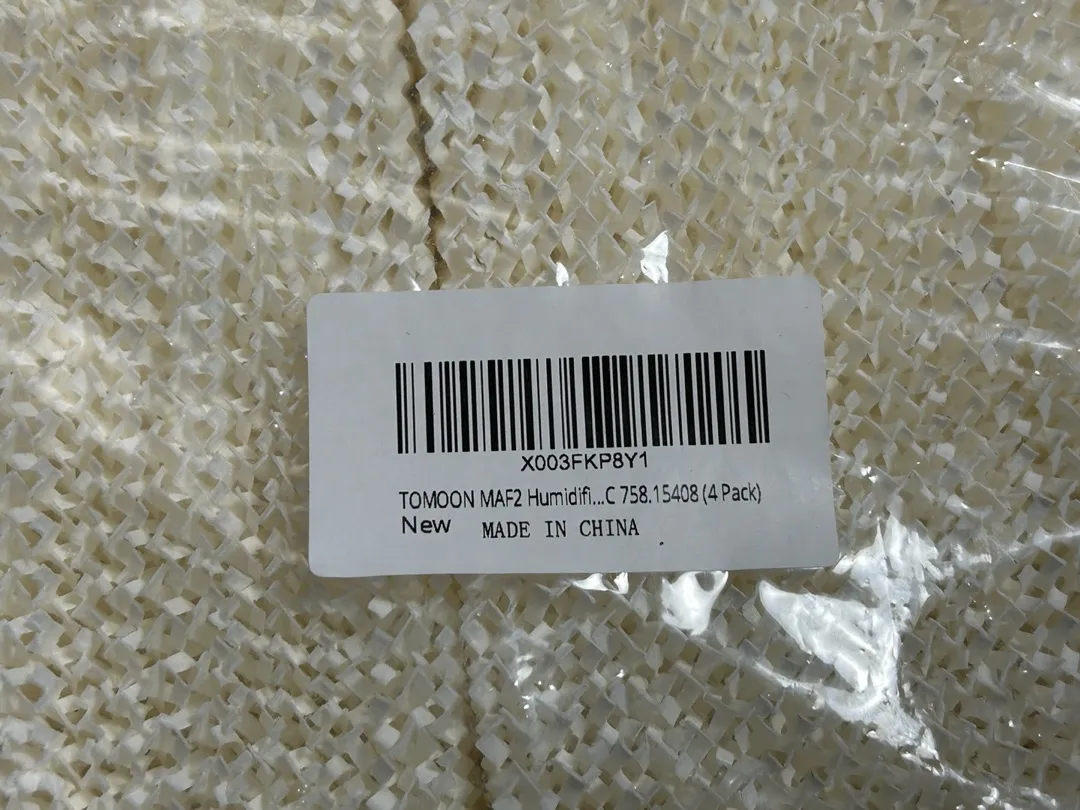 X003FKP8Y1
TOMOON MAF2 Humidifi...C 758.15408 (4 Pack)
New MADE IN CHINA